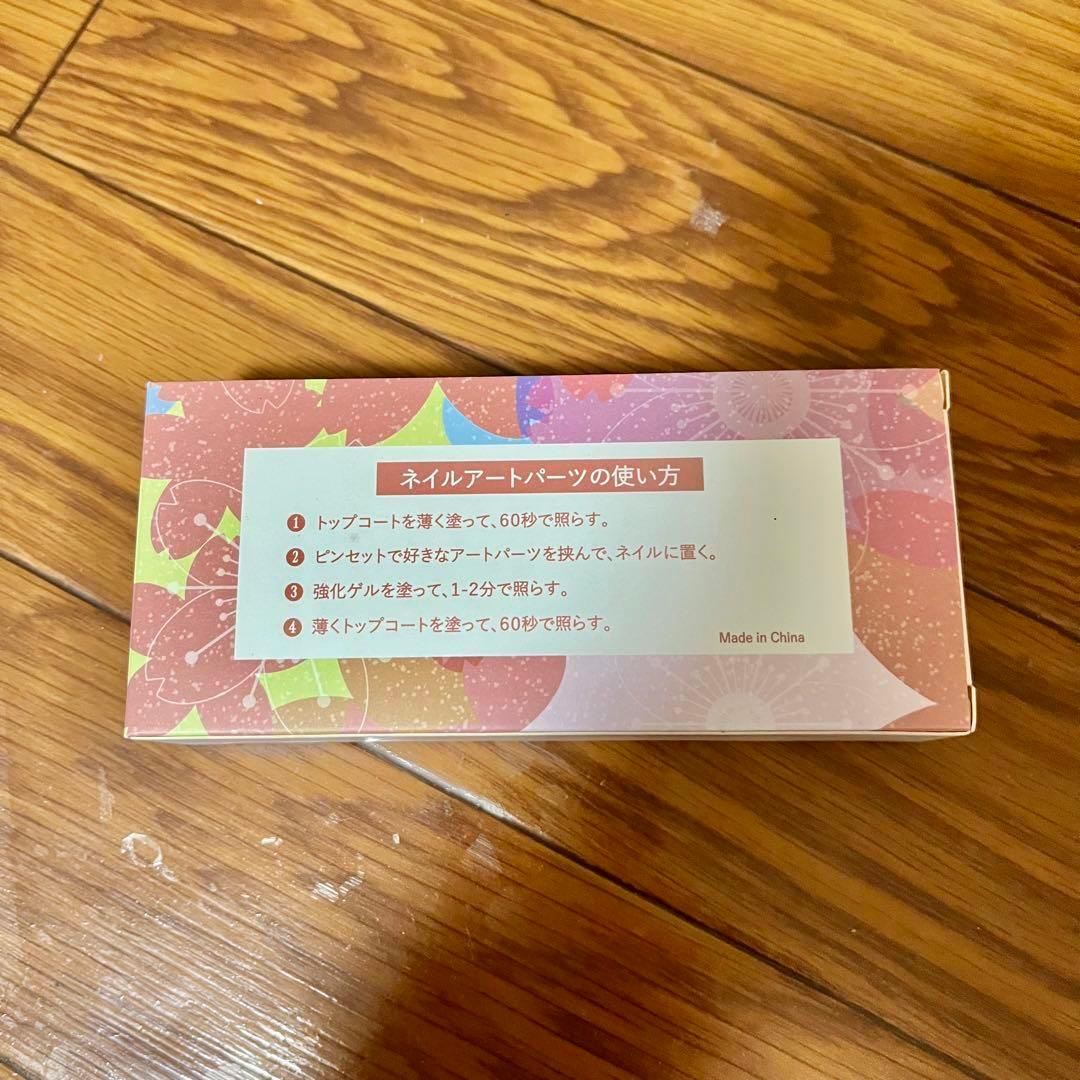 ネイルアートパーツの使い方
❶ トップコートを薄く塗って、60秒で照らす。
❷ ピンセットで好きなアートパーツを挟んで、ネイルに置く。
❸ 強化ゲルを塗って、1-2分で照らす。
❹ 薄くトップコートを塗って、60秒で照らす。
Made in China